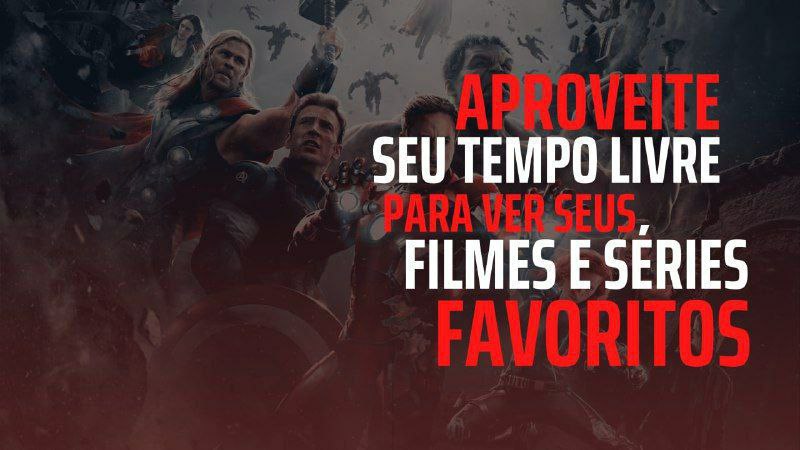 APROVEITE
SEU TEMPO LIVRE
PARA VER SEUS
FILMES E SÉRIES
FAVORITOS